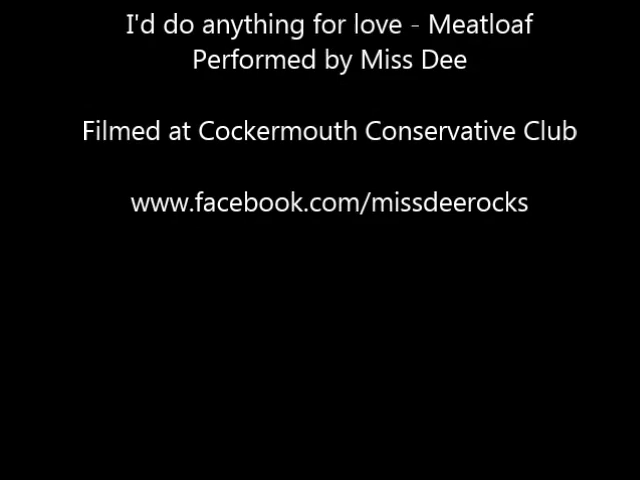 I'd do anything for love - Meatloaf
Performed by Miss Dee
Filmed at Cockermouth Conservative Club
www.facebook.com/missdeerocks